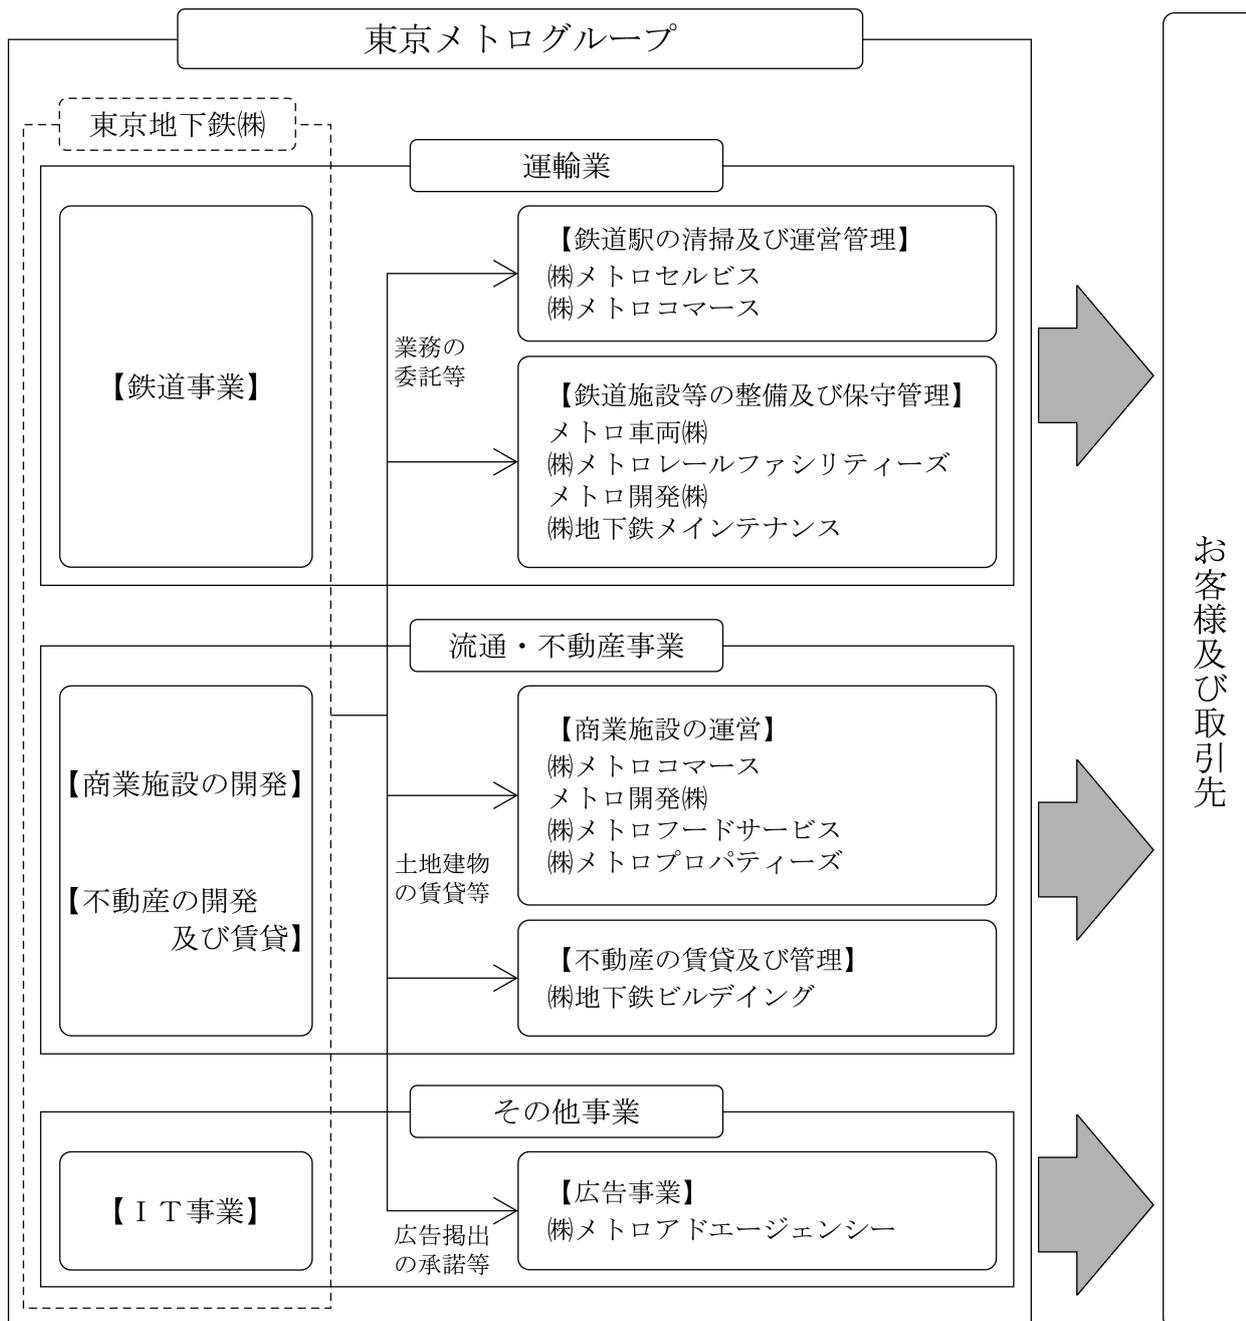 東京メトログループ
東京地下鉄㈱
運輸業
【鉄道事業】
業務の
委託等
【鉄道駅の清掃及び運営管理】
㈱メトロセルビス
㈱メトロコマース
【鉄道施設等の整備及び保守管理】
メトロ車両㈱
㈱メトロレールファシリティーズ
メトロ開発㈱
㈱地下鉄メインテナンス
流通・不動産事業
【商業施設の開発】
【不動産の開発
及び賃貸】
土地建物
の賃貸等
【商業施設の運営】
㈱メトロコマース
メトロ開発㈱
㈱メトロフードサービス
㈱メトロプロパティーズ
【不動産の賃貸及び管理】
㈱地下鉄ビルデイング
その他事業
【ＩＴ事業】
広告掲出
の承諾等
【広告事業】
㈱メトロアドエージェンシー
お客様及び取引先